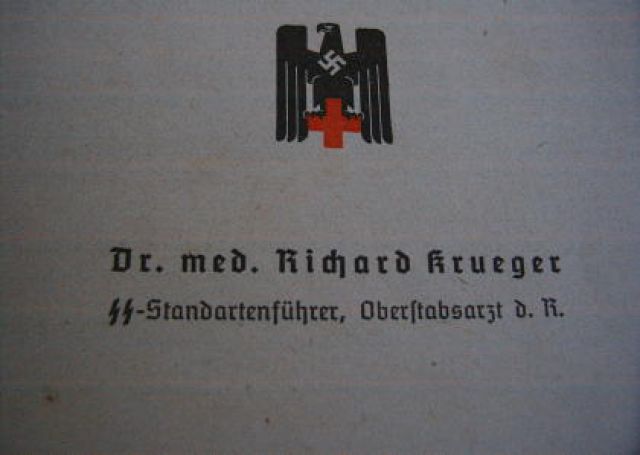 Dr. med. Richard Krueger
SS-Standartenführer, Oberstabsarzt d. R.